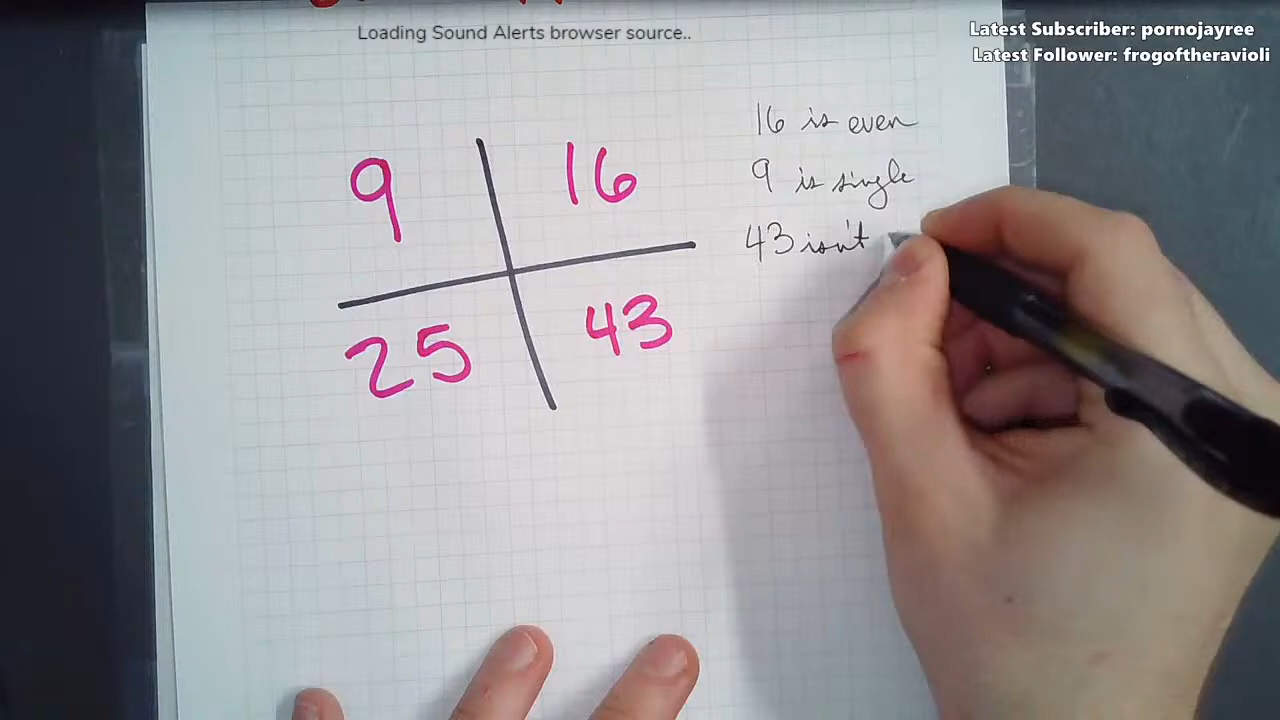 Loading Sound Alerts browser source..
Latest Subscriber: pornojayree
Latest Follower: frogoftheravioli
9 16
25 43
16 is even
9 is single
43 isn't